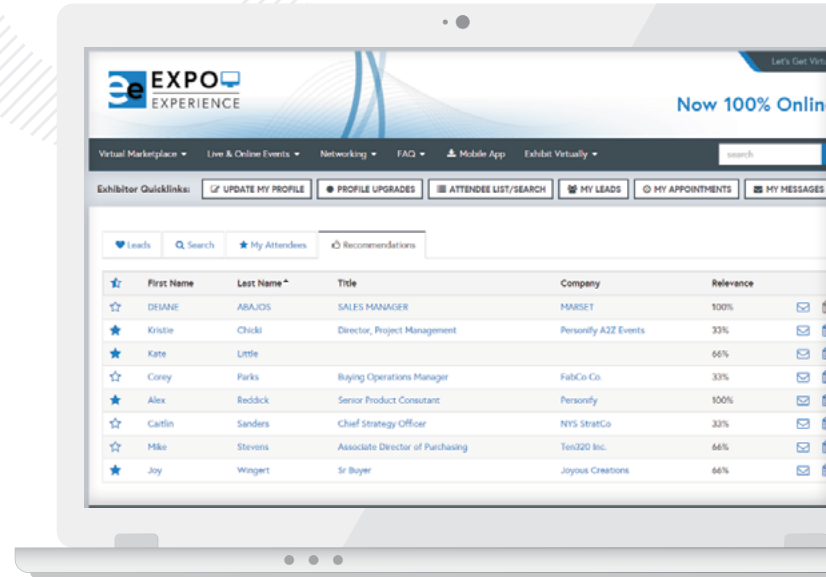 Let's Get Virtu
ee EXPO
EXPERIENCE
Now 100% Onlin
Virtual Marketplace Live & Online Events Networking FAQ Mobile App Exhibit Virtually search
Exhibitor Quicklinks: UPDATE MY PROFILE PROFILE UPGRADES ATTENDEE LIST/SEARCH MY LEADS MY APPOINTMENTS MY MESSAGES
Leads Search My Attendees Recommendations
First Name Last Name Title Company Relevance
DEIANE ABAJOS SALES MANAGER MARSET 100%
Kristie Chicki Director, Project Management Personify A2Z Events 33%
Kate Little 66%
Corey Parks Buying Operations Manager FabCo Co. 33%
Alex Reddick Senior Product Consutant Personify 100%
Caitlin Sanders Chief Strategy Officer NYS StratCo 33%
Mike Stevens Associate Director of Purchasing Ten320 Inc. 66%
Joy Wingert Sr Buyer Joyous Creations 66%